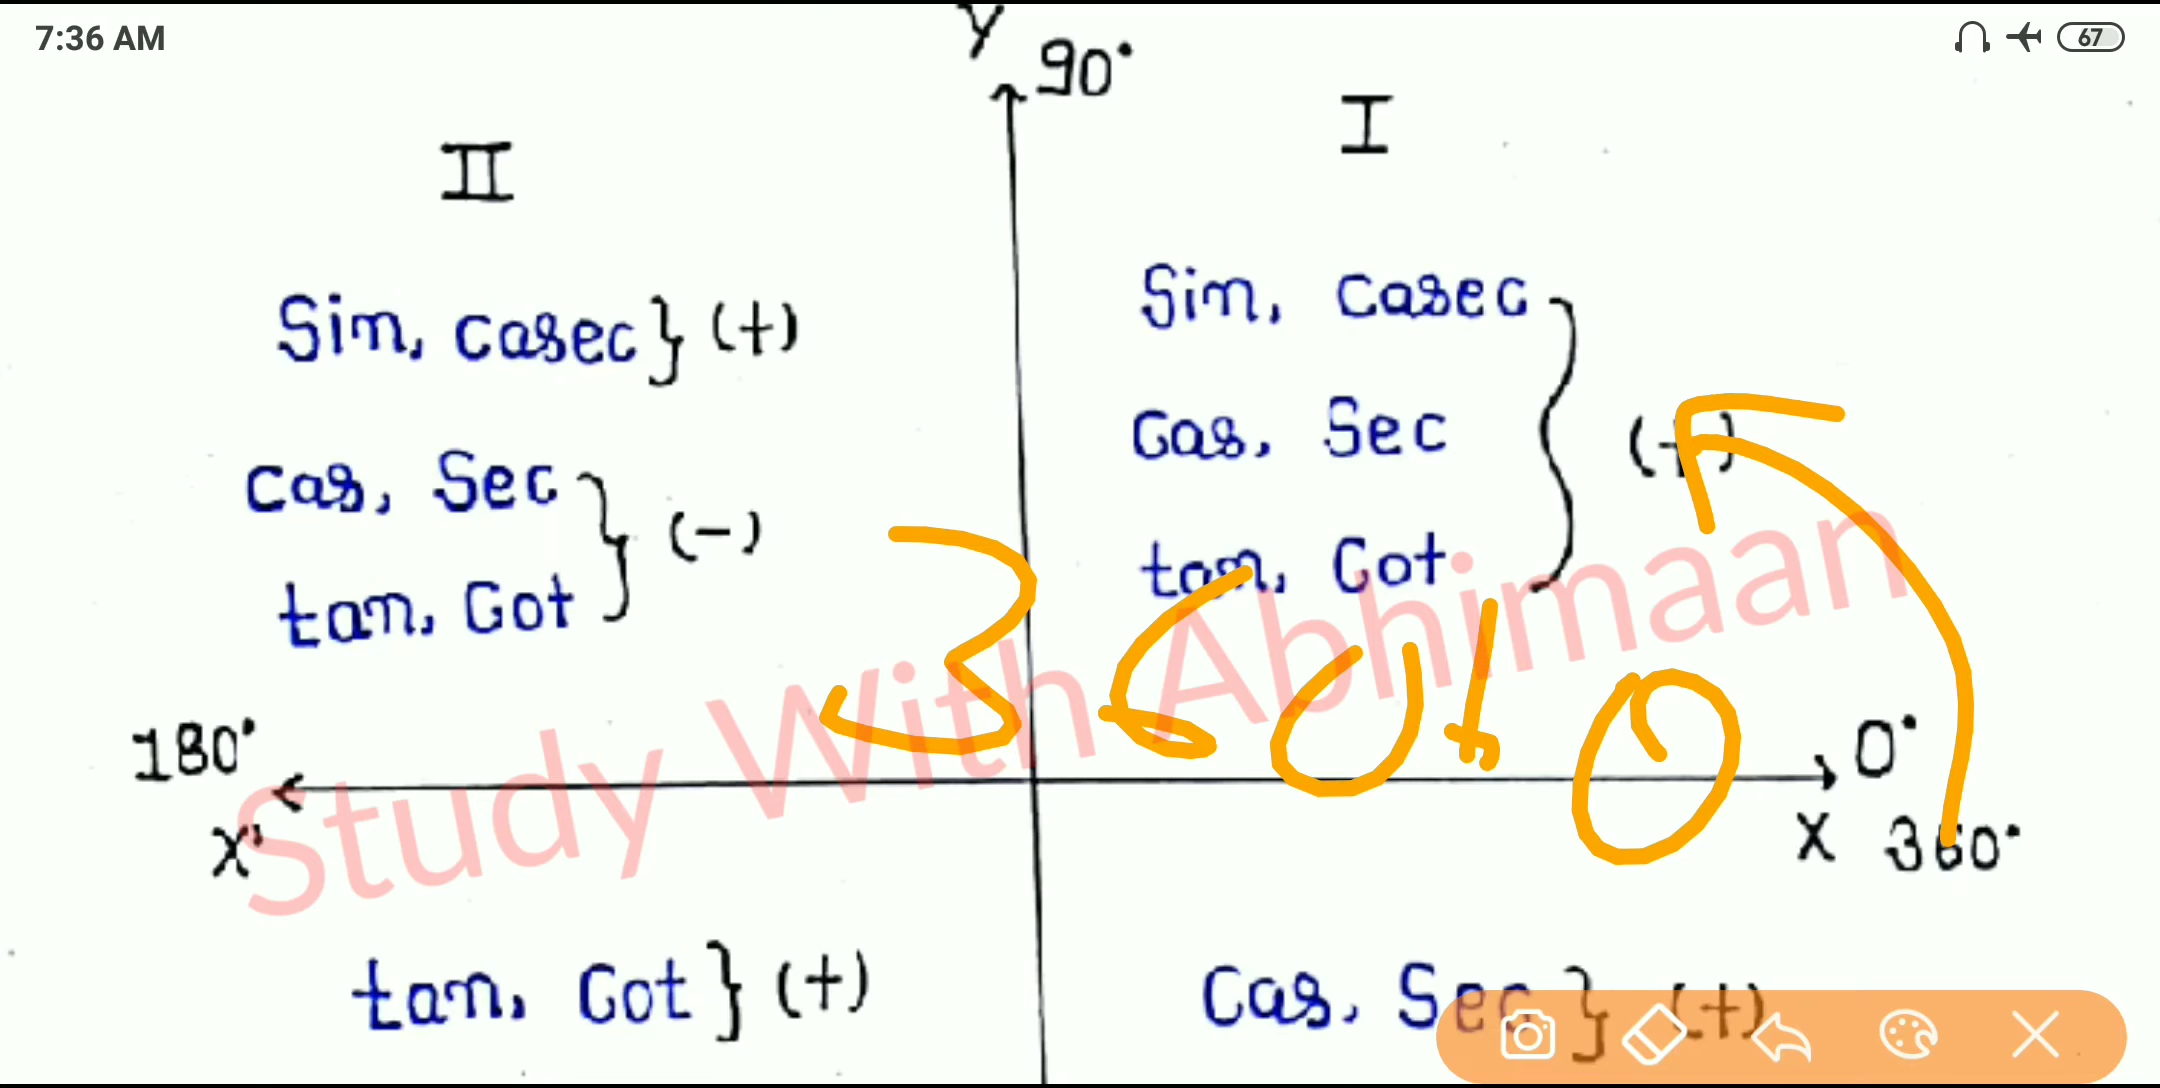 7:36 AM
67
Y 90°
II
I
Sin, Cosec } (+)
Sin, Cosec
Cos, Sec
tan, Cot
(+)
Cos, Sec
tan, Cot
(-)
360+0
180°
0°
X'
X 360°
Study With Abhimaan
tan, Cot } (+)
Cos, Sec } (+)